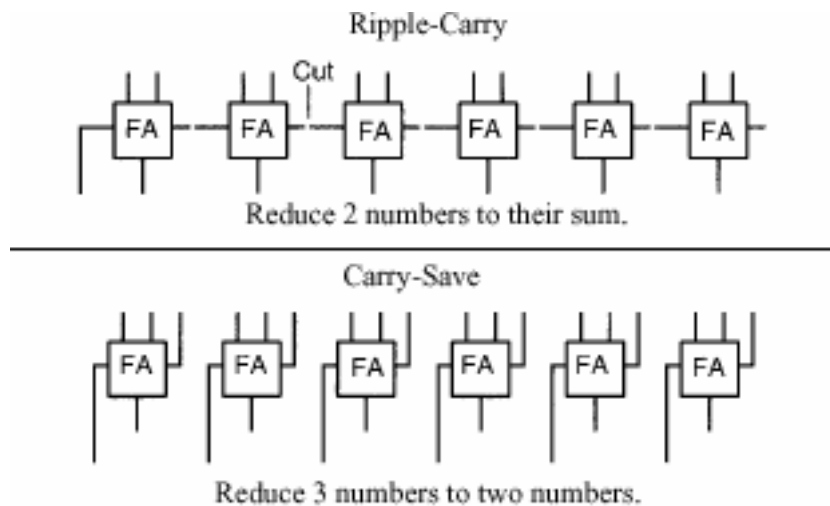 Ripple-Carry
Cut
FA FA FA FA FA FA
Reduce 2 numbers to their sum.
Carry-Save
FA FA FA FA FA FA
Reduce 3 numbers to two numbers.